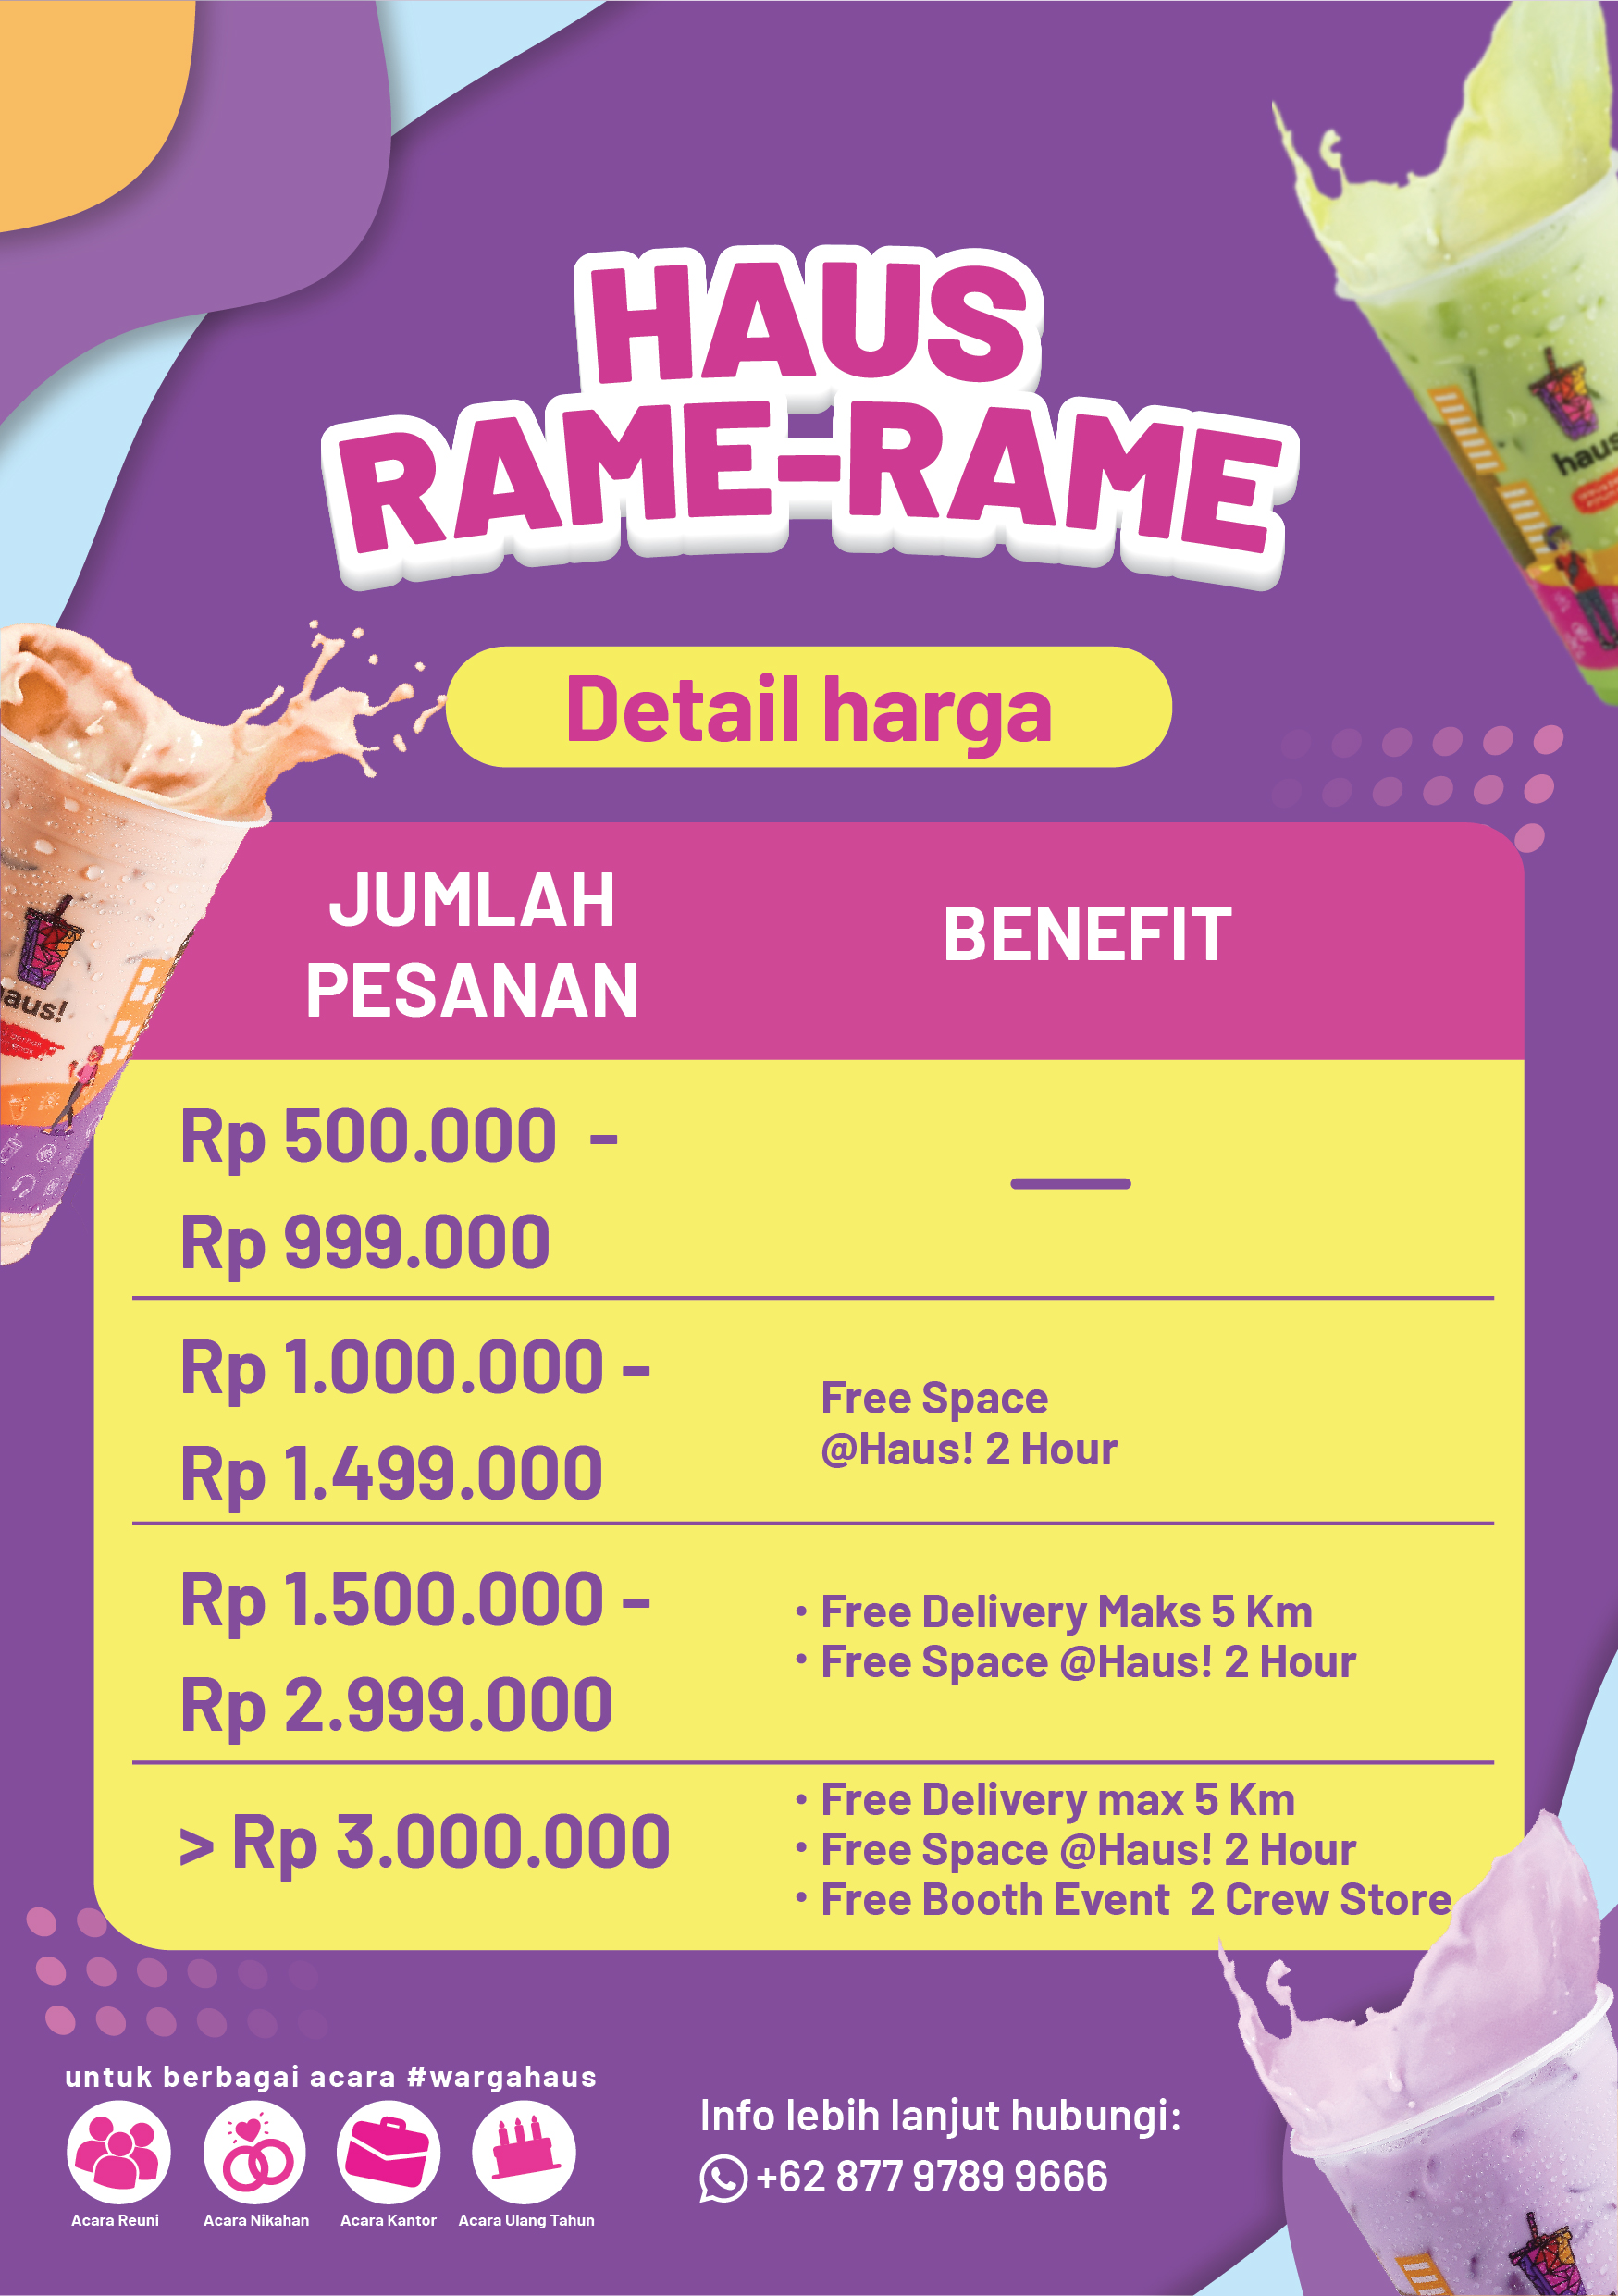 HAUS
RAME-RAME
Detail harga
JUMLAH
PESANAN
BENEFIT
Rp 500.000 -
Rp 999.000
Rp 1.000.000 -
Rp 1.499.000
Free Space
@Haus! 2 Hour
Rp 1.500.000 -
Rp 2.999.000
• Free Delivery Maks 5 Km
• Free Space @Haus! 2 Hour
> Rp 3.000.000
• Free Delivery max 5 Km
• Free Space @Haus! 2 Hour
• Free Booth Event 2 Crew Store
untuk berbagai acara #wargahaus
Acara Reuni
Acara Nikahan
Acara Kantor
Acara Ulang Tahun
Info lebih lanjut hubungi:
+62 877 9789 9666
haus
aus!